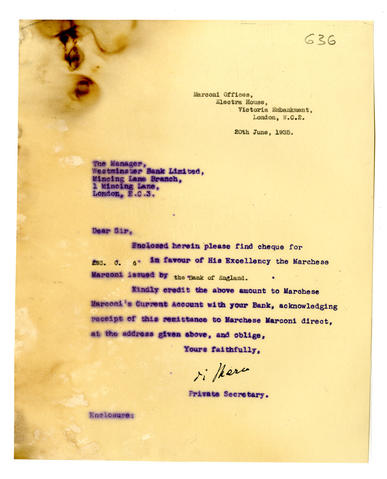 636
Marconi Offices,
Electra House,
Victoria Embankment,
London, W.C.2.
20th June, 1935.
The Manager,
Westminster Bank Limited,
Mincing Lane Branch,
1 Mincing Lane,
London, E.C.3.
Dear Sir,
Enclosed herein please find cheque for
in favour of His Excellency the Marchese
Marconi issued by the Bank of England.
Kindly credit the above amount to Marchese
Marconi's Current Account with your Bank, acknowledging
receipt of this remittance to Marchese Marconi direct,
at the address given above, and oblige,
Yours faithfully,
Private Secretary.
Enclosure: